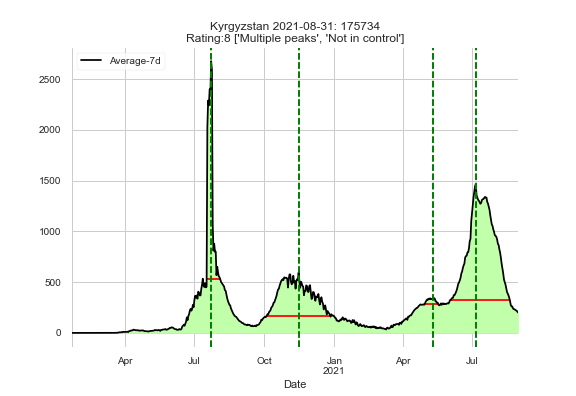 Kyrgyzstan 2021-08-31: 175734
Rating:8 ['Multiple peaks', 'Not in control']
Average-7d
2500
2000
1500
1000
500
0
Apr
Jul
Oct
Jan
2021
Apr
Jul
Date